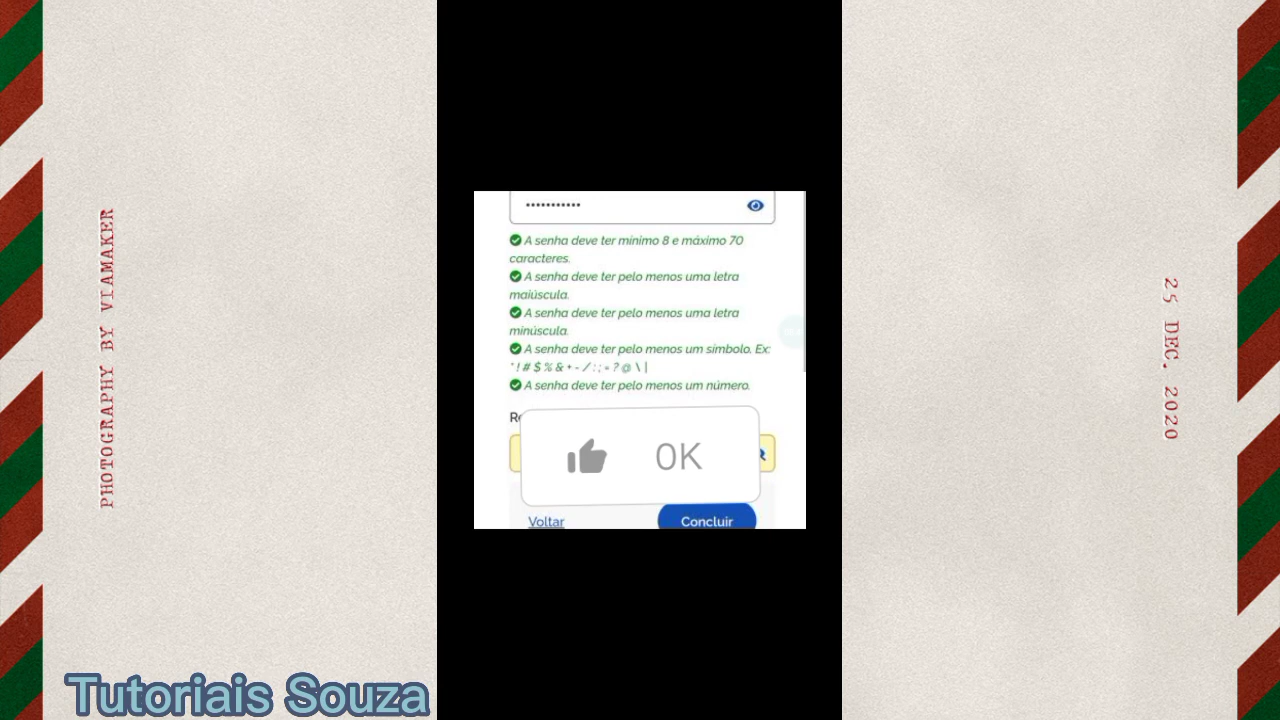 PHOTOGRAPHY BY VIAMAKER
•••••••••••
A senha deve ter mínimo 8 e máximo 70
caracteres.
A senha deve ter pelo menos uma letra
maiúscula.
A senha deve ter pelo menos uma letra
minúscula.
A senha deve ter pelo menos um símbolo. Ex:
* ! # $ % & + - / : ; = ? @ \ |
A senha deve ter pelo menos um número.
0K
Voltar
Concluir
25 DEC. 2020
Tutoriais Souza